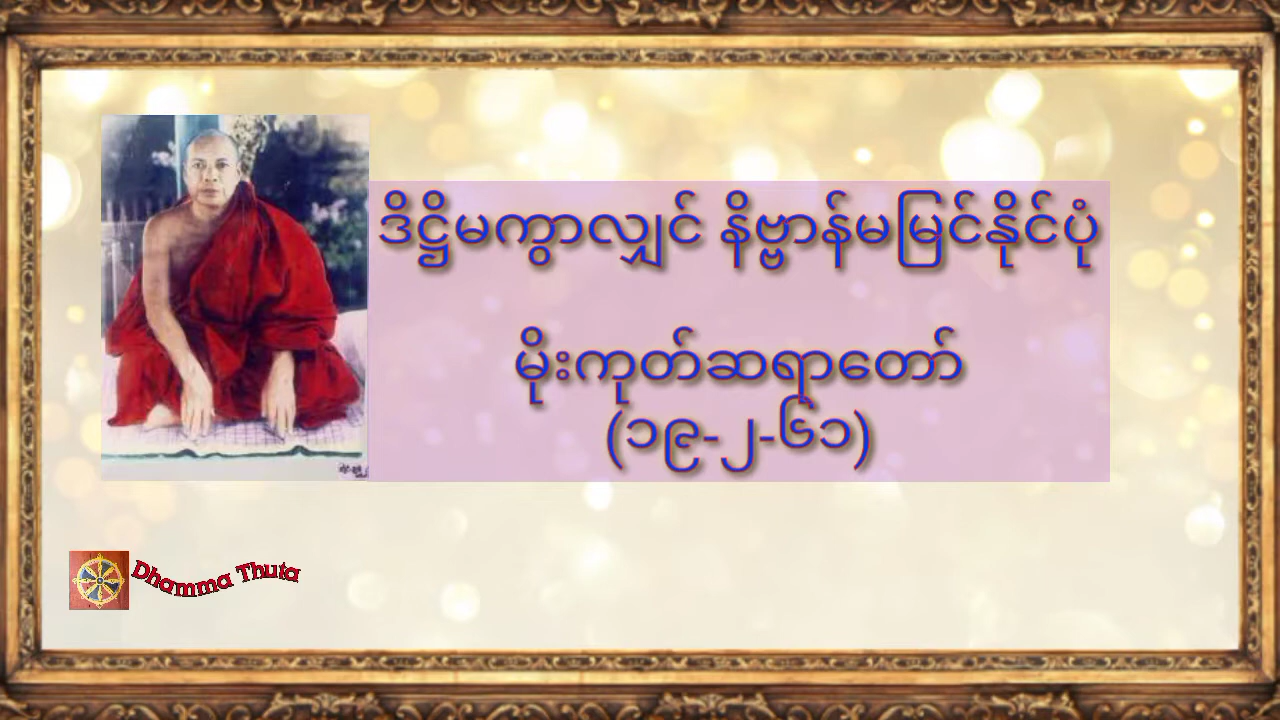 ဒိဋ္ဌိမကွာလျှင် နိဗ္ဗာန်မမြင်နိုင်ပုံ
မိုးကုတ်ဆရာတော်
(၁၉-၂-၆၁)
Dhamma Thuta